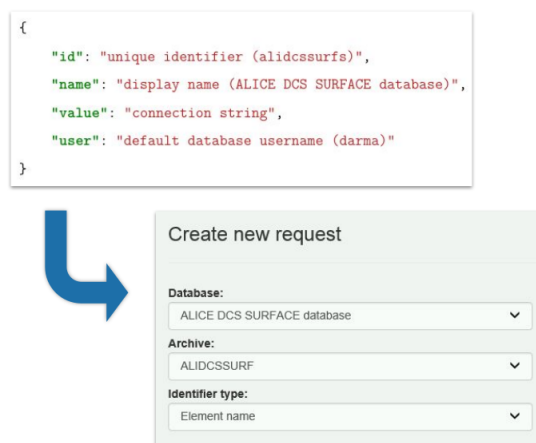 {
"id": "unique identifier (alidcssurfs)",
"name": "display name (ALICE DCS SURFACE database)",
"value": "connection string",
"user": "default database username (darma)"
}
Create new request
Database:
ALICE DCS SURFACE database
Archive:
ALIDCSSURF
Identifier type:
Element name